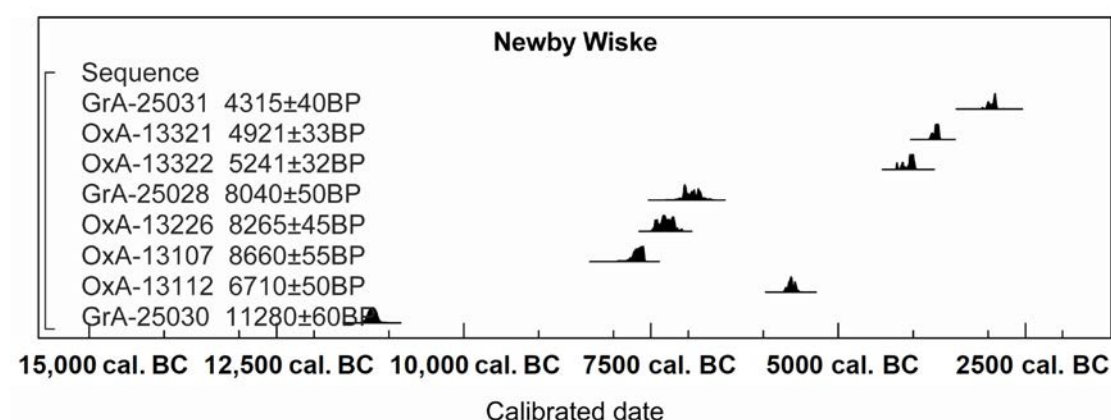 Newby Wiske
Sequence
GrA-25031 4315±40BP
OxA-13321 4921±33BP
OxA-13322 5241±32BP
GrA-25028 8040±50BP
OxA-13226 8265±45BP
OxA-13107 8660±55BP
OxA-13112 6710±50BP
GrA-25030 11280±60BP
15,000 cal. BC 12,500 cal. BC 10,000 cal. BC 7500 cal. BC 5000 cal. BC 2500 cal. BC
Calibrated date